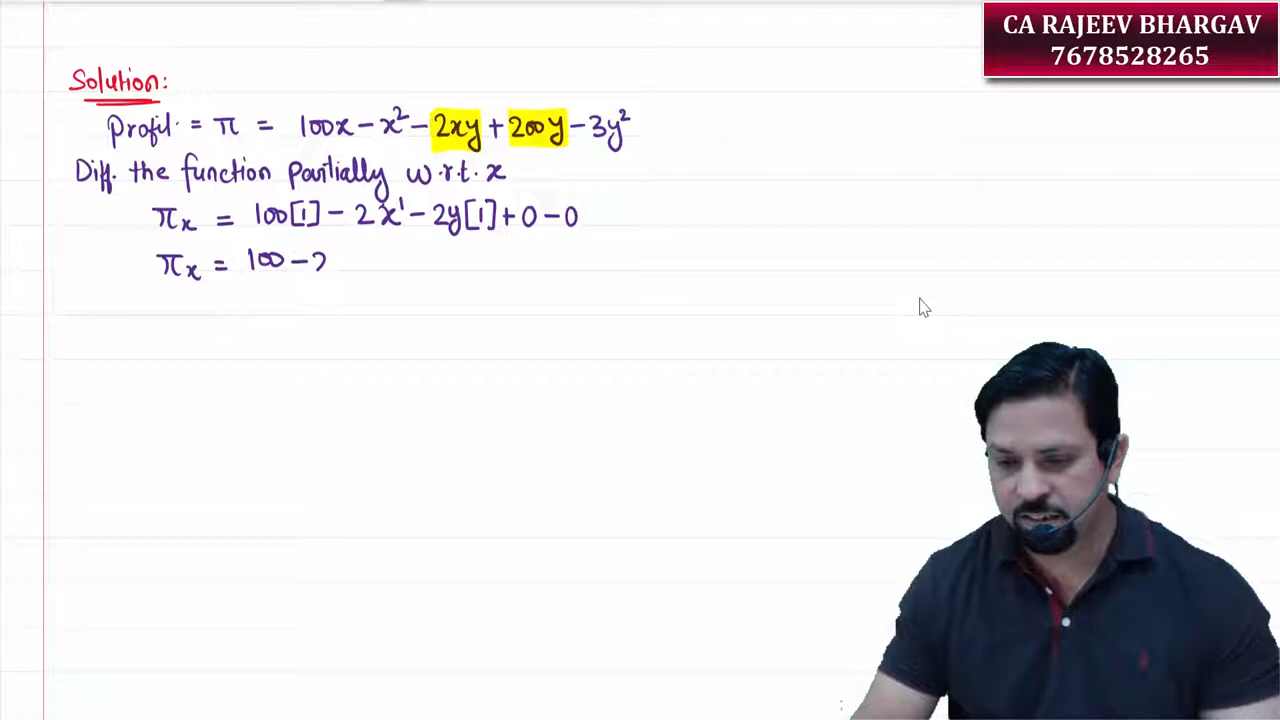 CA RAJEEV BHARGAV
7678528265
Solution:
Profit = π = 100x - x² - 2xy + 200y - 3y²
Diff. the function partially w.r.t. x
πx = 100[1] - 2x¹ - 2y[1] + 0 - 0
πx = 100 - 2